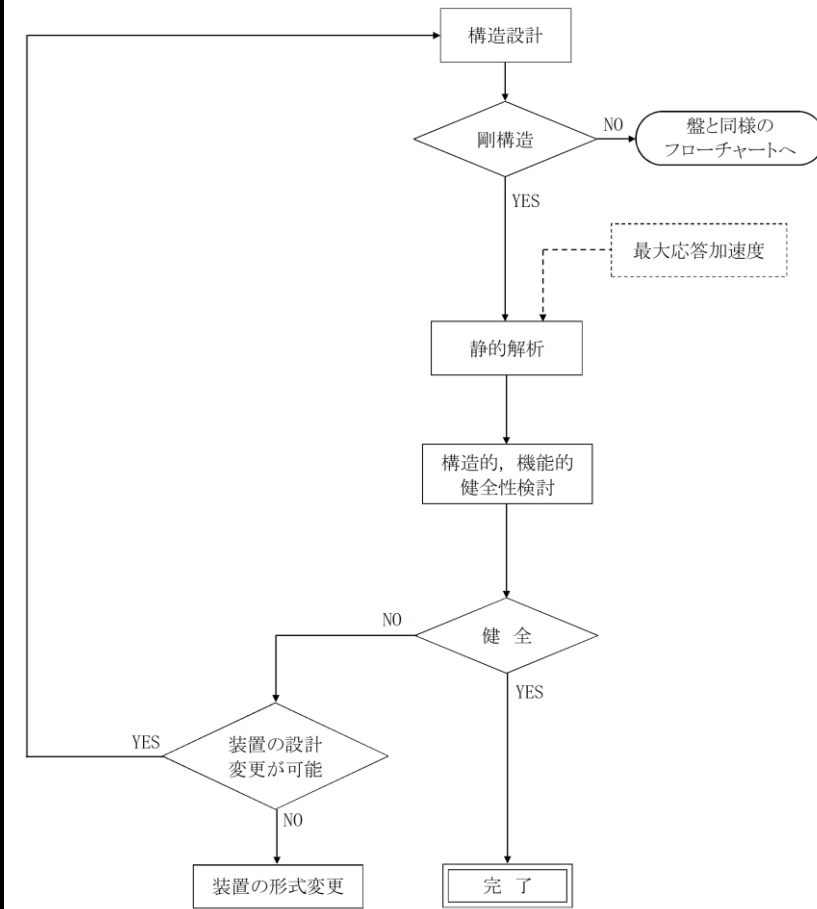 構造設計
剛構造
NO
盤と同様の
フローチャートへ
YES
最大応答加速度
静的解析
構造的，機能的
健全性検討
NO
健 全
YES
YES
装置の設計
変更が可能
NO
装置の形式変更
完 了